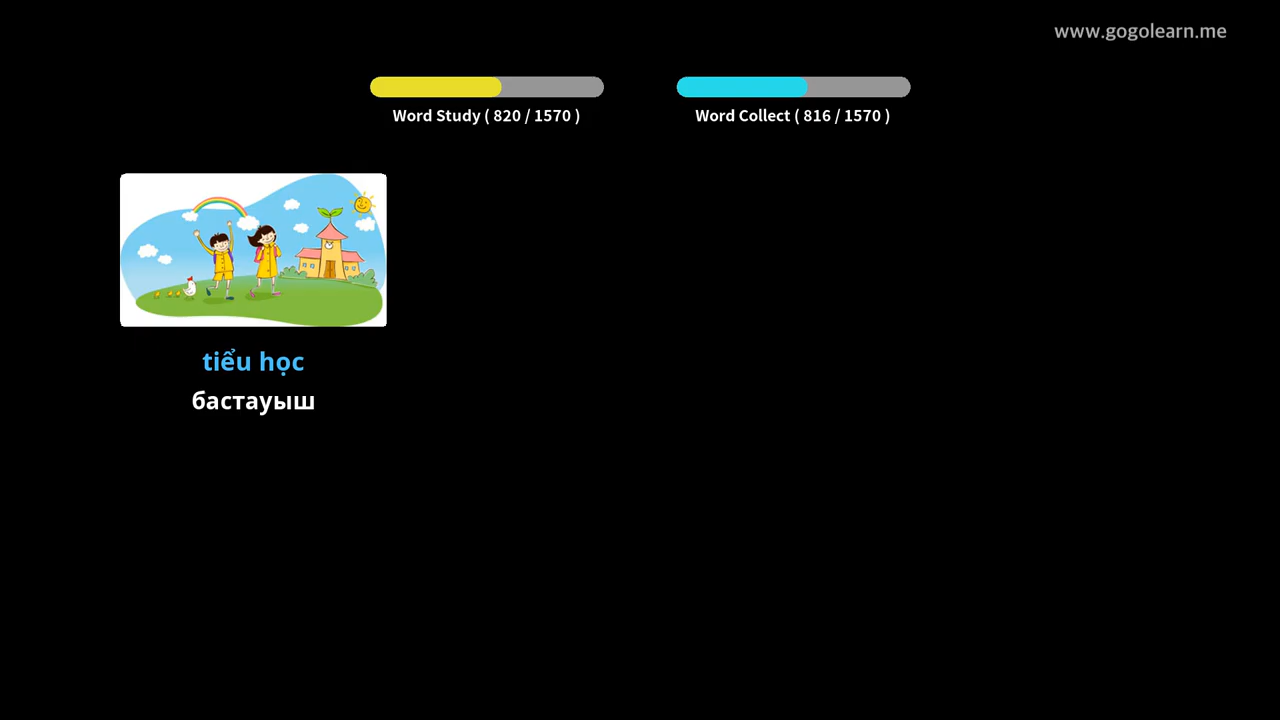 www.gogolearn.me
Word Study ( 820 / 1570 )
Word Collect ( 816 / 1570 )
tiểu học
бастауыш